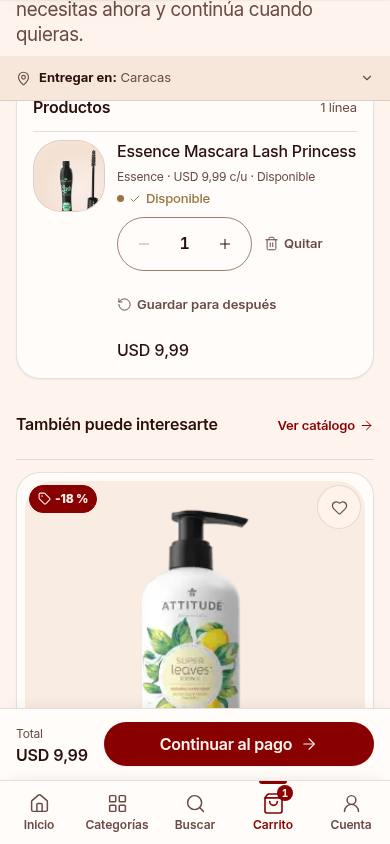 necesitas ahora y continúa cuando
quieras.
Entregar en: Caracas
Productos
1 línea
Essence Mascara Lash Princess
Essence · USD 9,99 c/u · Disponible
Disponible
1
Quitar
Guardar para después
USD 9,99
También puede interesarte
Ver catálogo
-18 %
ATTITUDE
SUPER
leaves
Total
USD 9,99
Continuar al pago
1
Inicio
Categorías
Buscar
Carrito
Cuenta